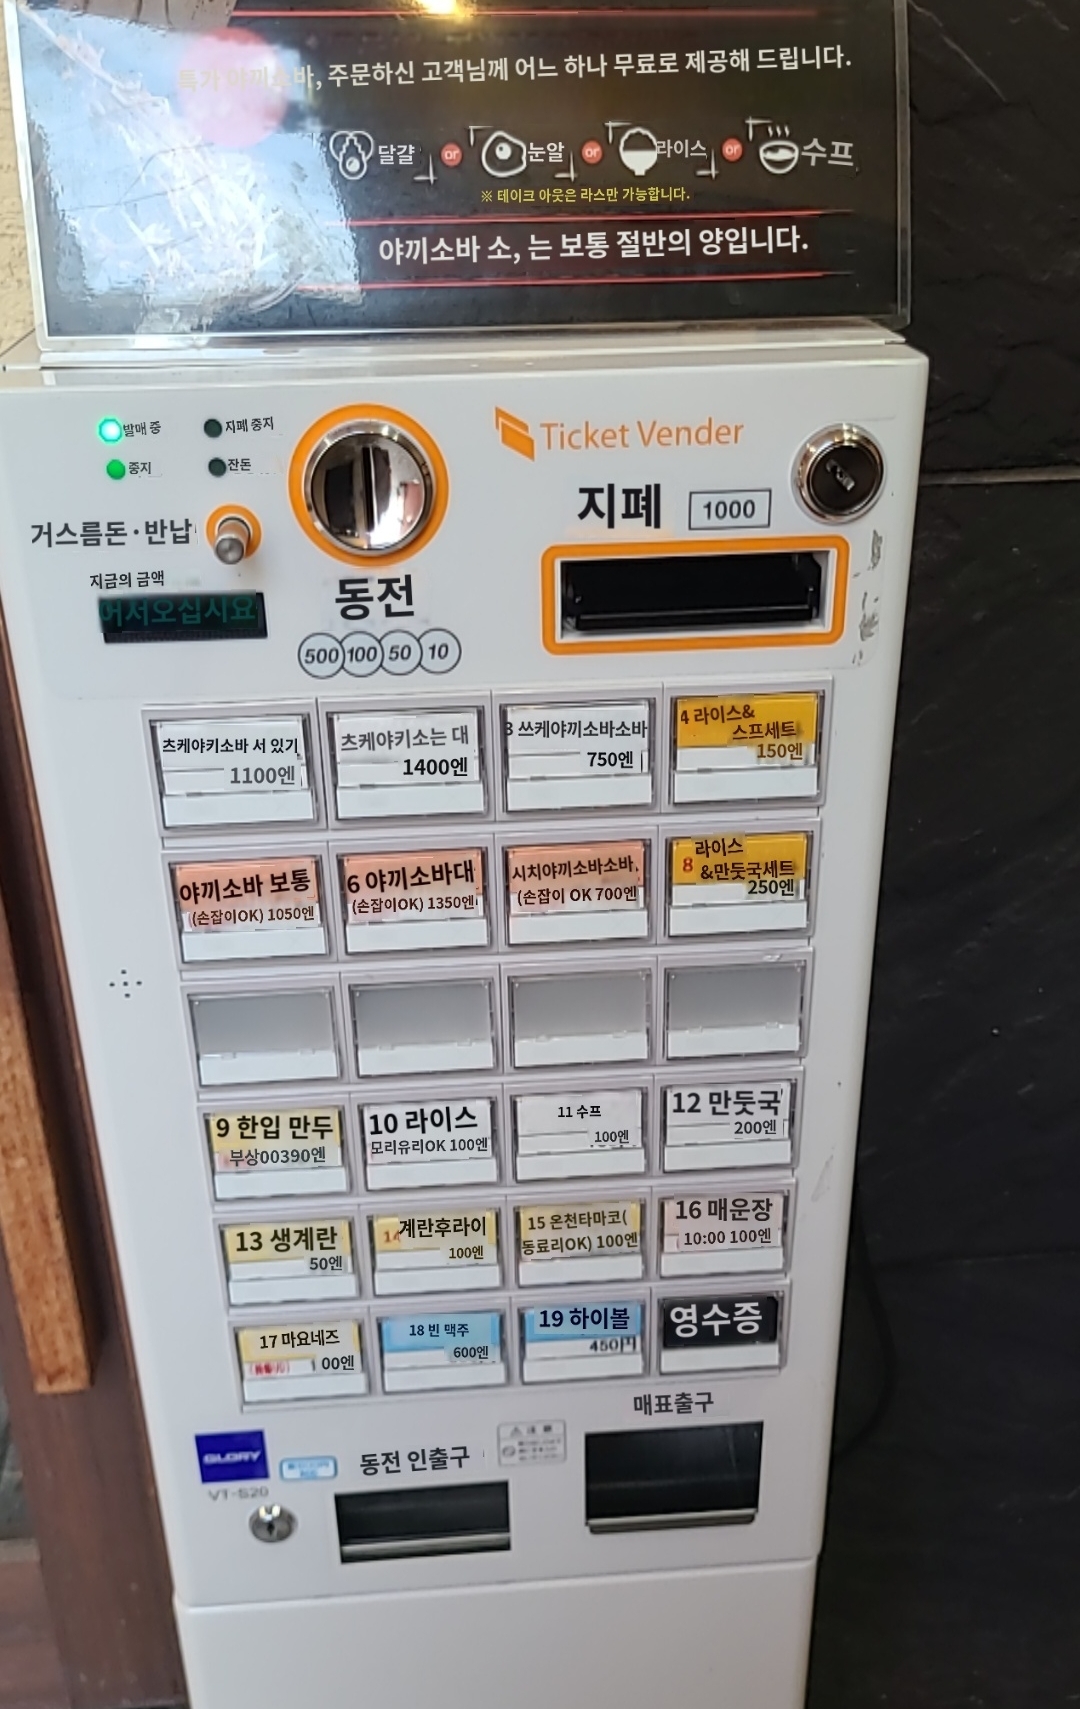 특가 야끼소바, 주문하신 고객님께 어느 하나 무료로 제공해 드립니다.
달걀 or 눈알 or 라이스 or 수프
※ 테이크 아웃은 라스만 가능합니다.
야끼소바 소, 는 보통 절반의 양입니다.
발매 중
지폐 중지
중지
잔돈
Ticket Vender
지폐 1000
거스름돈·반납
지금의 금액
어서오십시요
동전
500 100 50 10
츠케야키소바 서 있기
1100엔
츠케야키소는 대
1400엔
3 쓰케야끼소바소바
750엔
4 라이스&
스프세트
150엔
야끼소바 보통
(손잡이OK) 1050엔
6 야끼소바대
(손잡이OK) 1350엔
시치야끼소바소바
(손잡이 OK 700엔
8 라이스
&만둣국세트
250엔
9 한입 만두
부상00390엔
10 라이스
모리유리OK 100엔
11 수프
100엔
12 만둣국
200엔
13 생계란
50엔
14 계란후라이
100엔
15 온천타마코(
동료리OK) 100엔
16 매운장
10:00 100엔
17 마요네즈
1 00엔
18 빈 맥주
600엔
19 하이볼
450円
영수증
매표출구
동전 인출구
GLORY
VT-S20